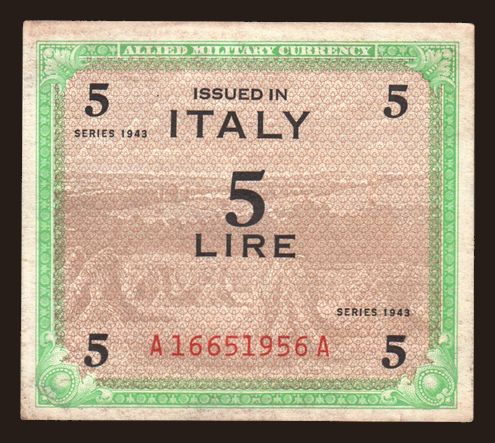 ALLIED MILITARY CURRENCY
5 ISSUED IN 5
SERIES 1943 ITALY
5
LIRE
SERIES 1943
5 A16651956A 5